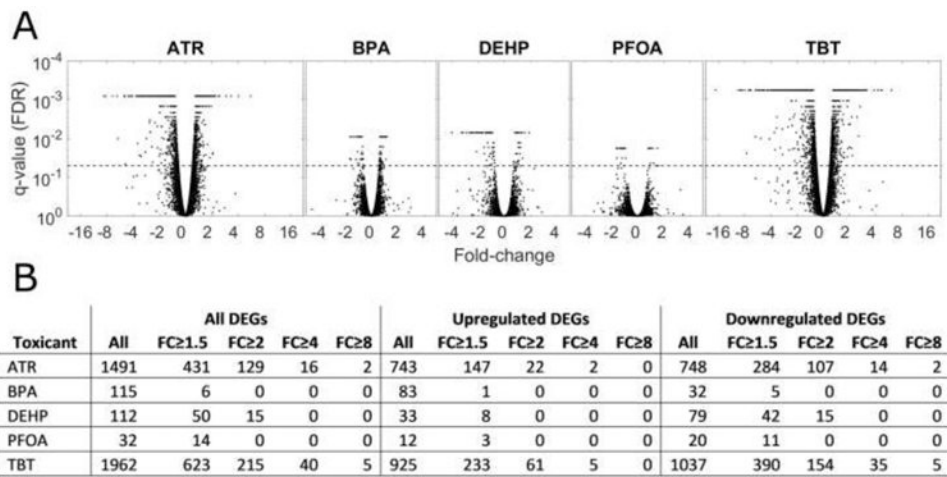 A
ATR BPA DEHP PFOA TBT
q-value (FDR)
10-4
10-3
10-2
10-1
100
-16 -8 -4 -2 0 2 4 8 16 -4 -2 0 2 4 -4 -2 0 2 4 -4 -2 0 2 4 -16 -8 -4 -2 0 2 4 8 16
Fold-change
B
All DEGs Upregulated DEGs Downregulated DEGs
Toxicant All FC≥1.5 FC≥2 FC≥4 FC≥8 All FC≥1.5 FC≥2 FC≥4 FC≥8 All FC≥1.5 FC≥2 FC≥4 FC≥8
ATR 1491 431 129 16 2 743 147 22 2 0 748 284 107 14 2
BPA 115 6 0 0 0 83 1 0 0 0 32 5 0 0 0
DEHP 112 50 15 0 0 33 8 0 0 0 79 42 15 0 0
PFOA 32 14 0 0 0 12 3 0 0 0 20 11 0 0 0
TBT 1962 623 215 40 5 925 233 61 5 0 1037 390 154 35 5